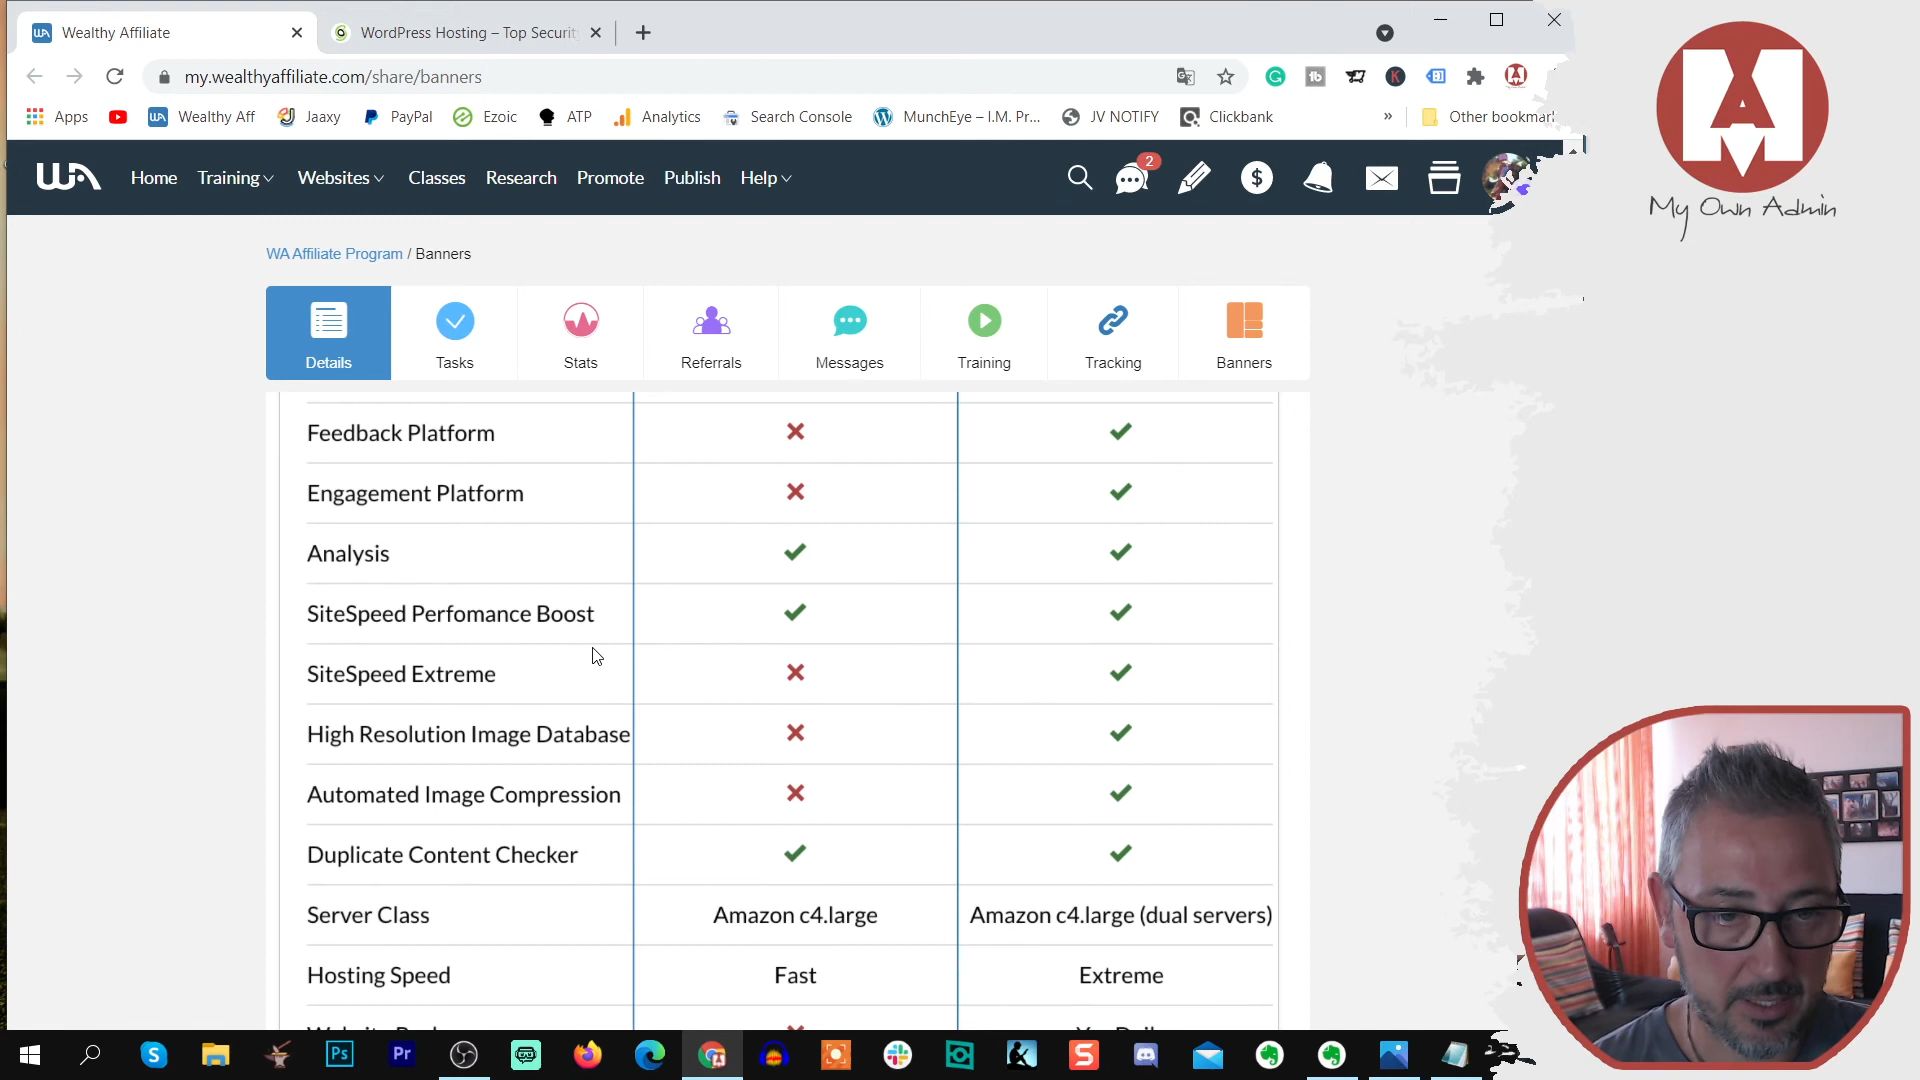 Wealthy Affiliate
WordPress Hosting – Top Securit
my.wealthyaffiliate.com/share/banners
Apps Wealthy Aff Jaaxy PayPal Ezoic ATP Analytics Search Console MunchEye – I.M. Pr... JV NOTIFY Clickbank » Other bookmar
WA Home Training Websites Classes Research Promote Publish Help 2
My Own Admin
WA Affiliate Program / Banners
Details Tasks Stats Referrals Messages Training Tracking Banners
Feedback Platform
Engagement Platform
Analysis
SiteSpeed Perfomance Boost
SiteSpeed Extreme
High Resolution Image Database
Automated Image Compression
Duplicate Content Checker
Server Class Amazon c4.large Amazon c4.large (dual servers)
Hosting Speed Fast Extreme